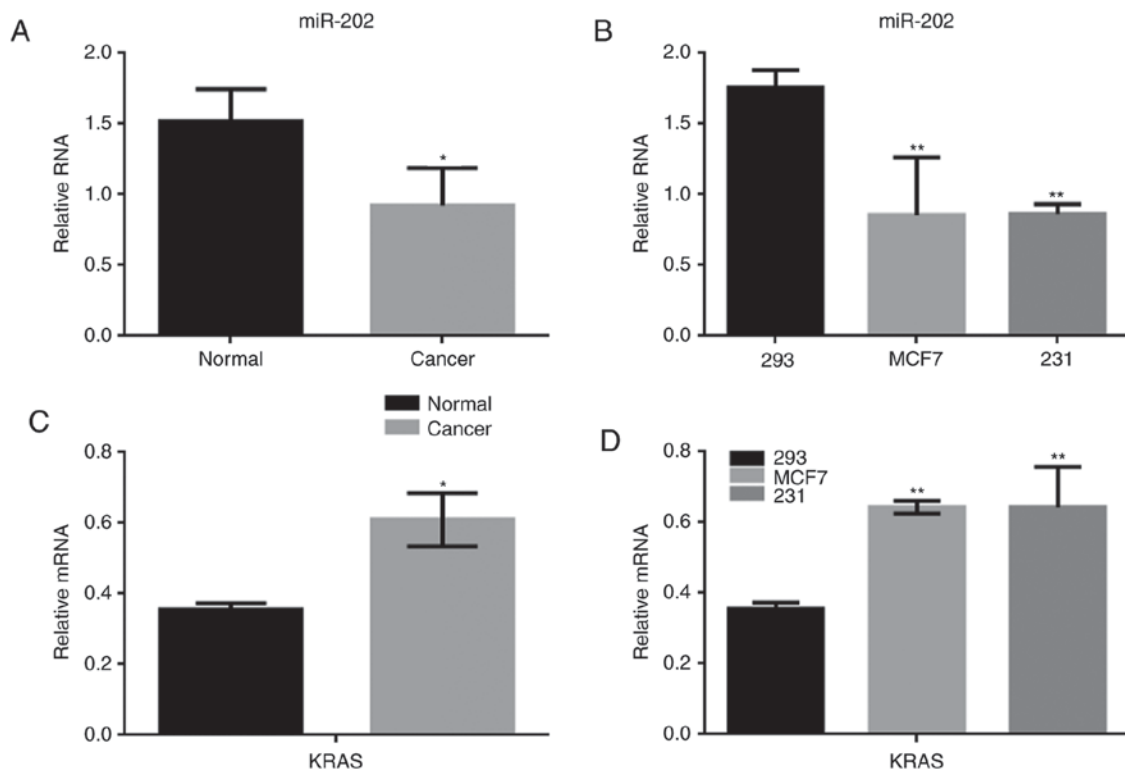 A
miR-202
Relative RNA
2.0
1.5
1.0
0.5
0.0
*
Normal
Cancer
B
miR-202
Relative RNA
2.0
1.5
1.0
0.5
0.0
**
**
293
MCF7
231
C
Normal
Cancer
Relative mRNA
0.8
0.6
0.4
0.2
0.0
*
KRAS
D
293
MCF7
231
Relative mRNA
0.8
0.6
0.4
0.2
0.0
**
**
KRAS